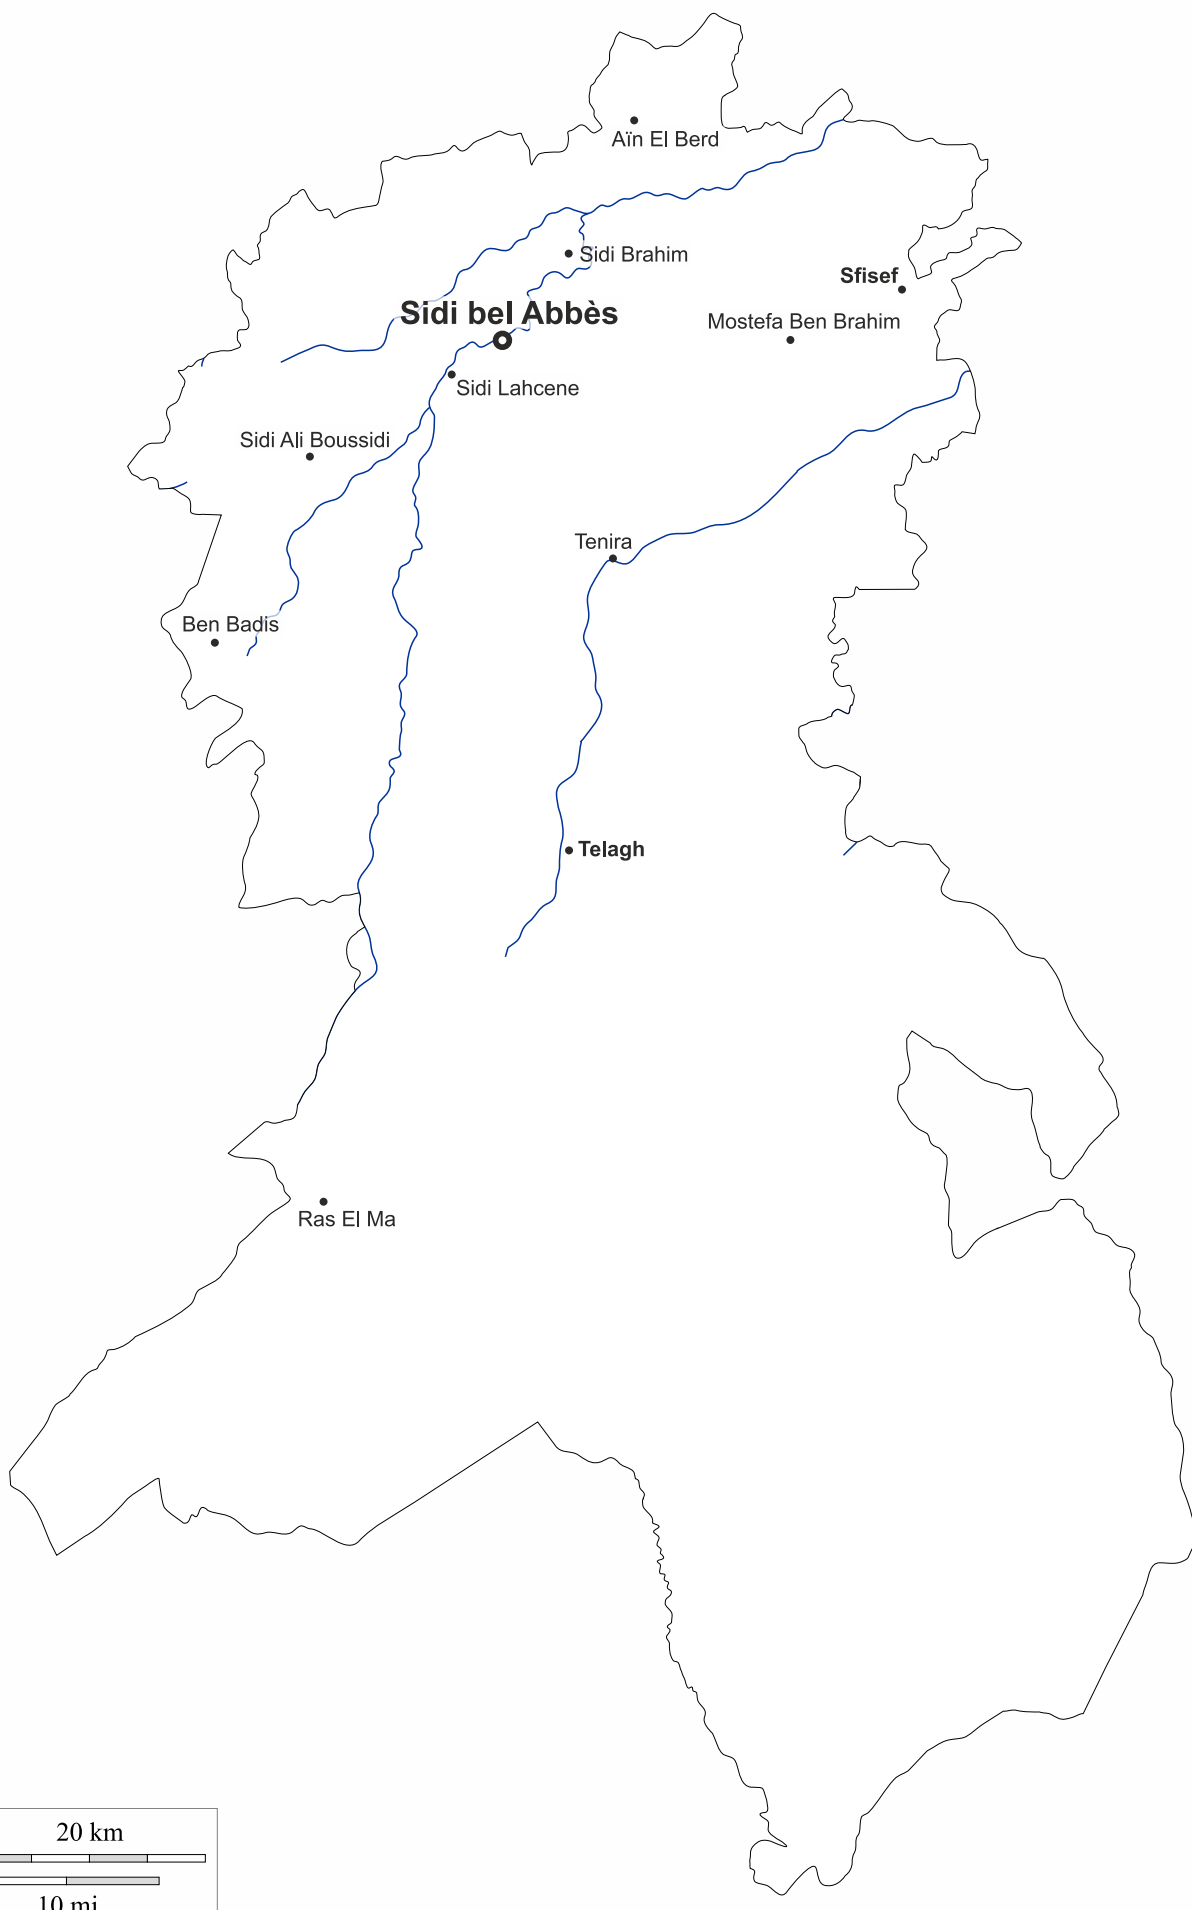 Aïn El Berd
Sidi Brahim
Sfisef
Sidi bel Abbès
Mostefa Ben Brahim
Sidi Lahcene
Sidi Ali Boussidi
Tenira
Ben Badis
Telagh
Ras El Ma
20 km
10 mi